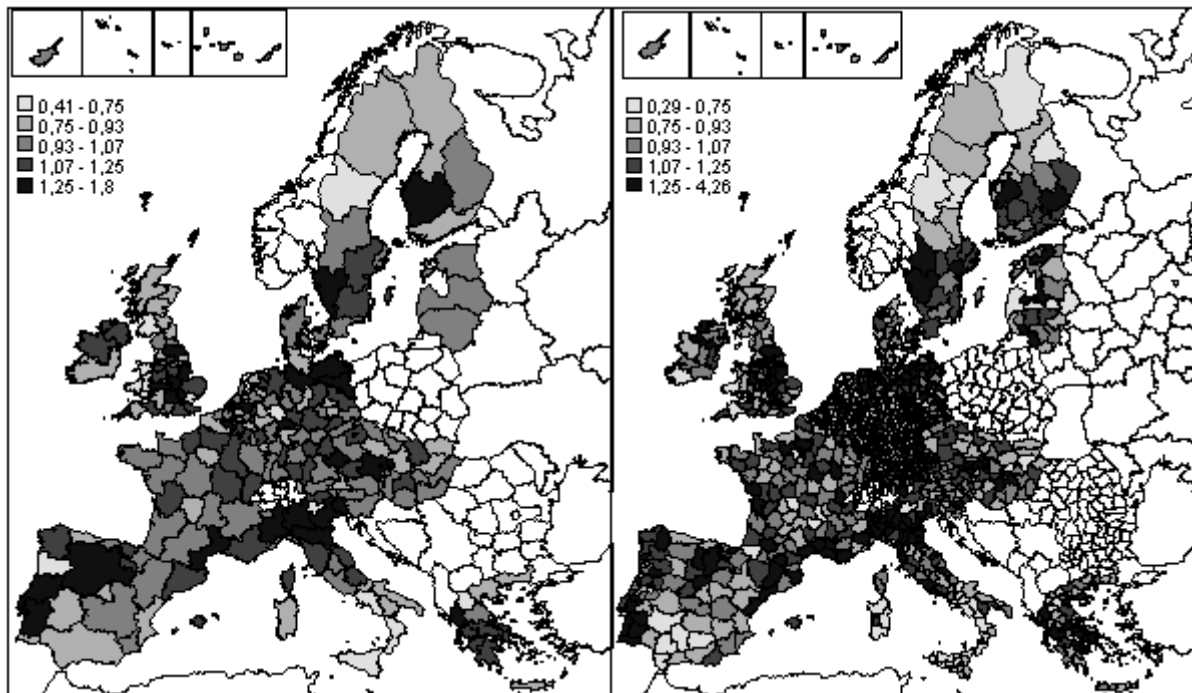 0,41 - 0,75
0,75 - 0,93
0,93 - 1,07
1,07 - 1,25
1,25 - 1,8
0,29 - 0,75
0,75 - 0,93
0,93 - 1,07
1,07 - 1,25
1,25 - 4,26